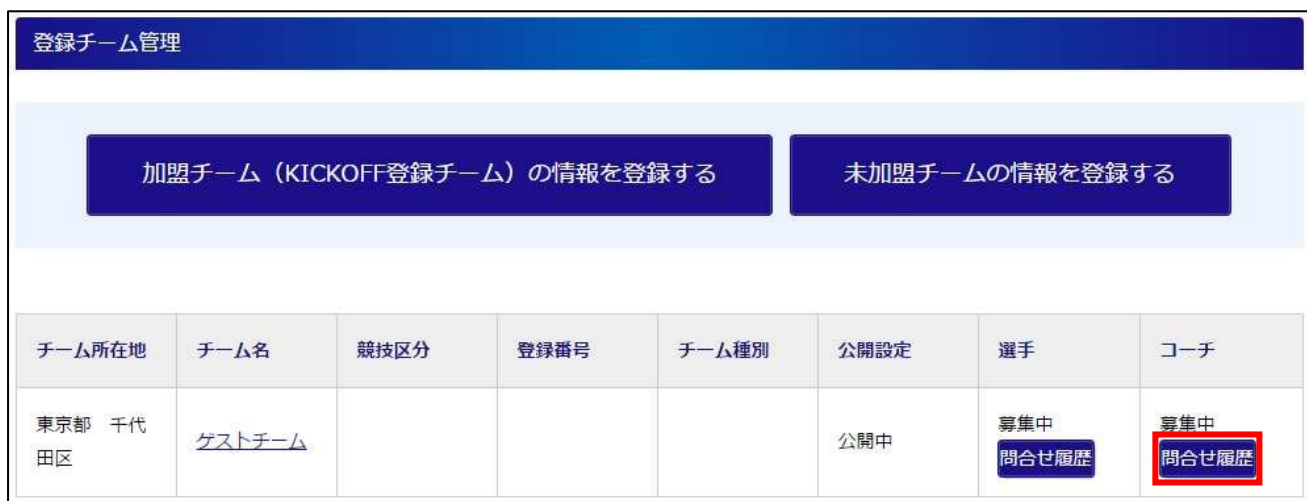 登録チーム管理
加盟チーム（KICKOFF登録チーム）の情報を登録する
未加盟チームの情報を登録する
チーム所在地 チーム名 競技区分 登録番号 チーム種別 公開設定 選手 コーチ
東京都　千代
田区
ゲストチーム
公開中
募集中
問合せ履歴
募集中
問合せ履歴